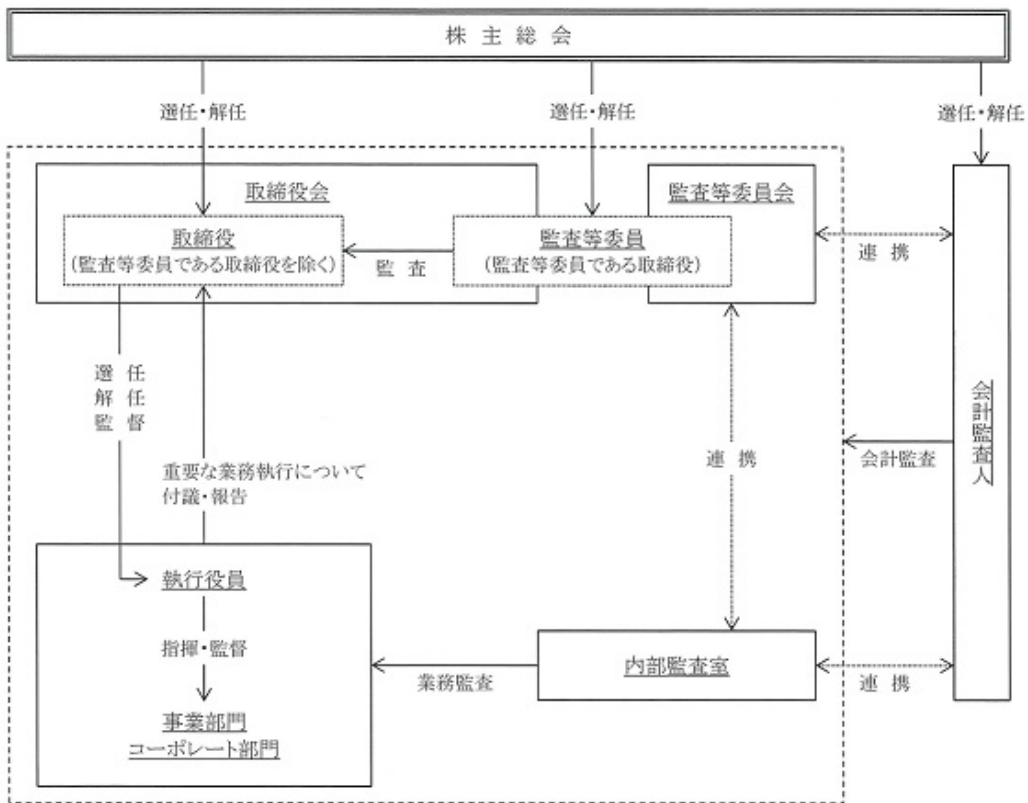 株主総会
選任・解任
選任・解任
選任・解任
取締役会
監査等委員会
取締役
(監査等委員である取締役を除く)
監査
監査等委員
(監査等委員である取締役)
連携
選任
解任
監督
重要な業務執行について
付議・報告
連携
会計監査
会計監査人
執行役員
指揮・監督
事業部門
コーポレート部門
業務監査
内部監査室
連携